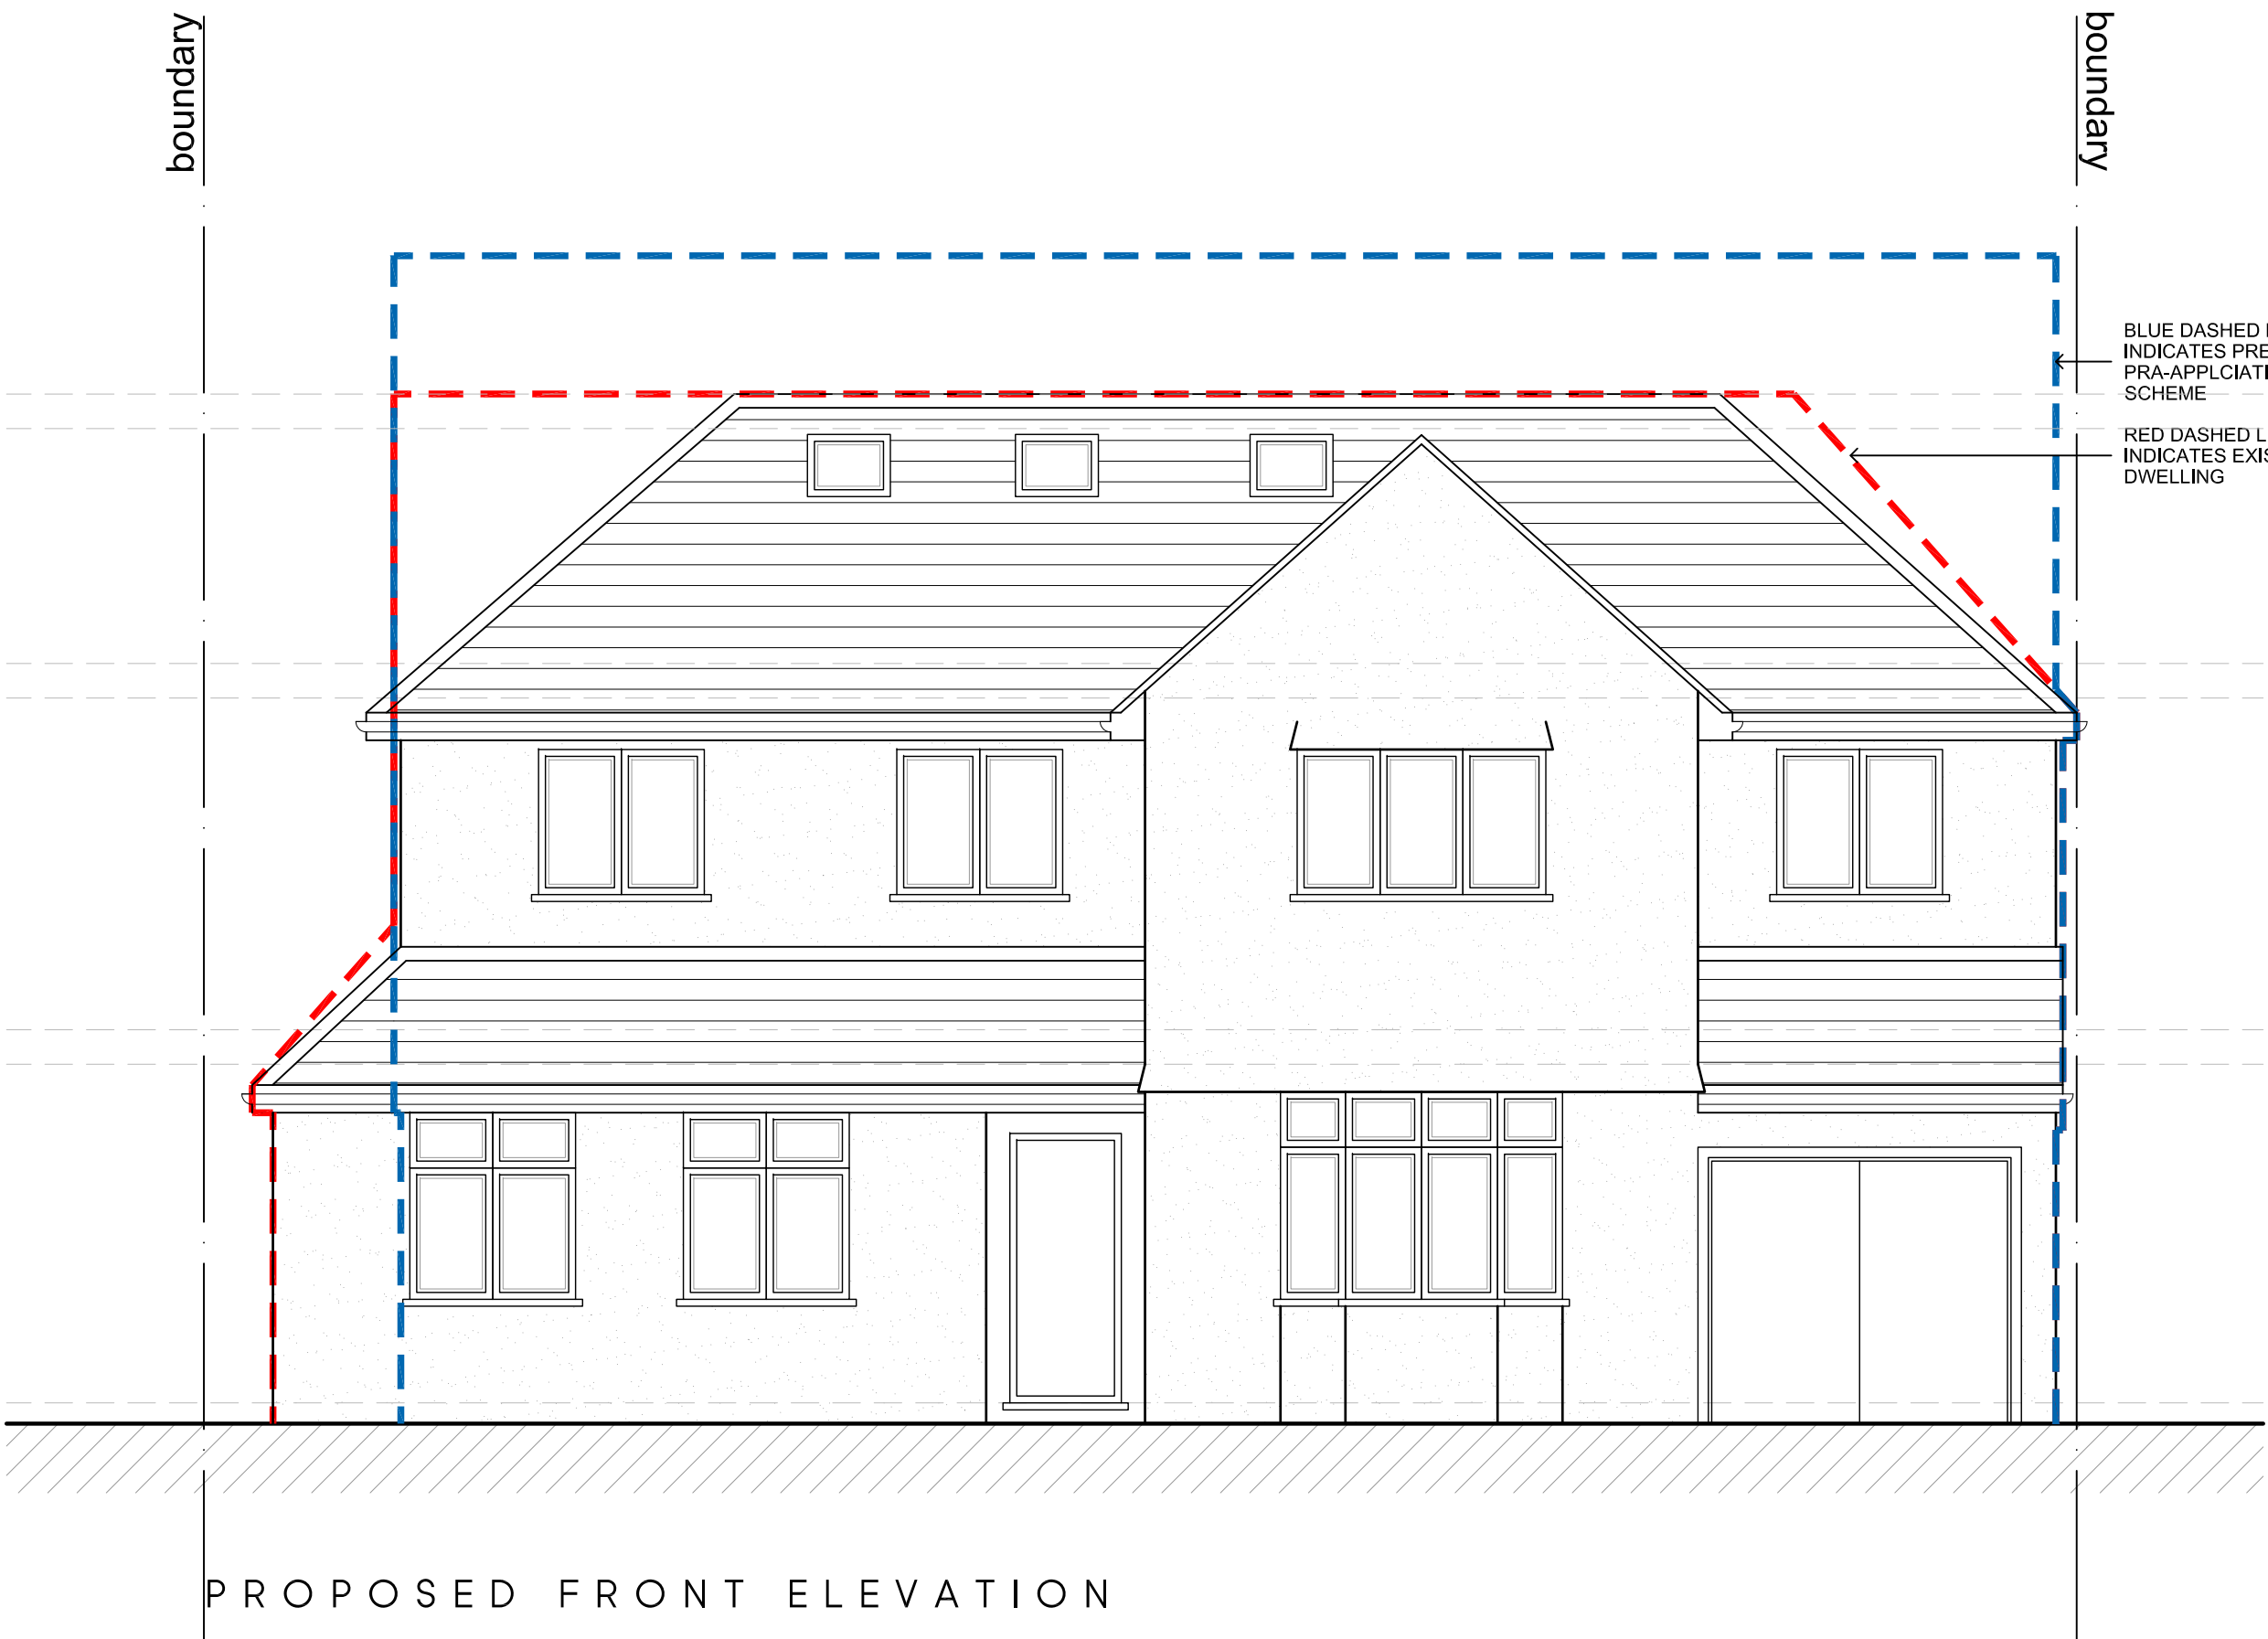 boundary
boundary
BLUE DASHED
INDICATES PRE
PRA-APPLCIATI
SCHEME
RED DASHED L
INDICATES EXIS
DWELLING
PROPOSED FRONT ELEVATION